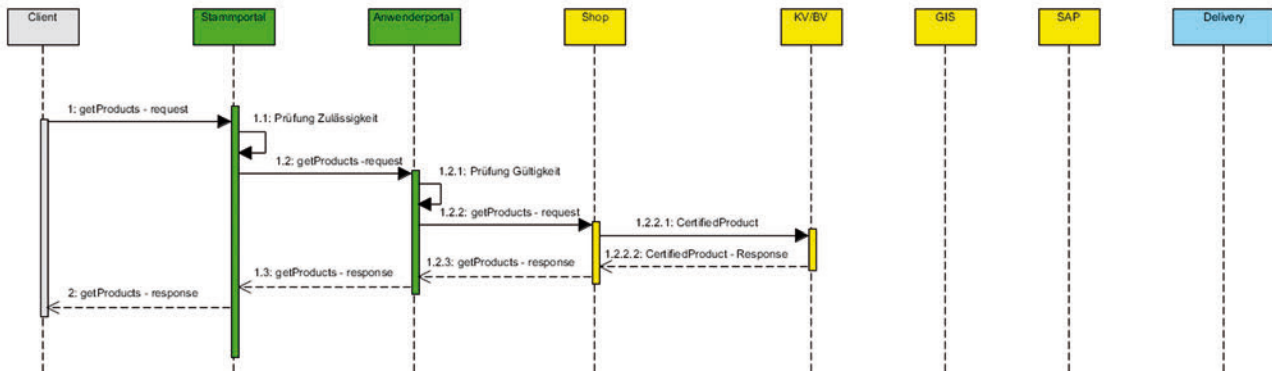 Client
Stammportal
Anwenderportal
Shop
KV/BV
GIS
SAP
Delivery
1: getProducts - request
1.1: Prüfung Zulässigkeit
1.2: getProducts -request
1.2.1: Prüfung Gültigkeit
1.2.2: getProducts - request
1.2.2.1: CertifiedProduct
1.2.2.2: CertifiedProduct - Response
1.2.3: getProducts - response
1.3: getProducts - response
2: getProducts - response